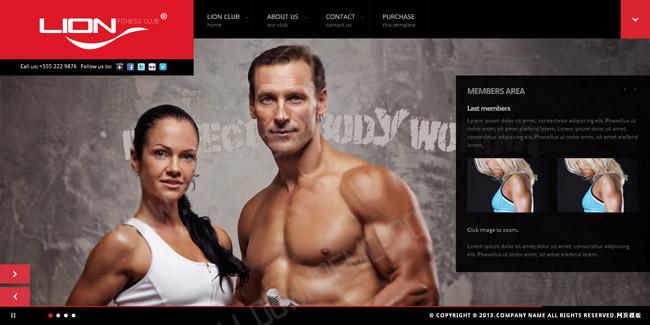 LION FITNESS CLUB®
LION CLUB
home
ABOUT US
our club
CONTACT
contact us
PURCHASE
this template
Call us: +555 222 9876 Follow us to:
MEMBERS AREA
Last members
Lorem ipsum dolor sit amet, consectetur adipiscing elit. Phasellus ut
tortor enim, sit amet eleifend lorem. Lorem ipsum dolor sit amet,
consectetur adipiscing elit. Phasellus ut tortor enim, sit amet eleifend
lorem.
Click image to zoom.
Lorem ipsum dolor sit amet,dolor sit amet, consectetur
adipiscing elit. Phasellus ut tortor enim, sit amet eleifend.
BODY
© COPYRIGHT © 2013.COMPANY NAME ALL RIGHTS RESERVED.网页模板